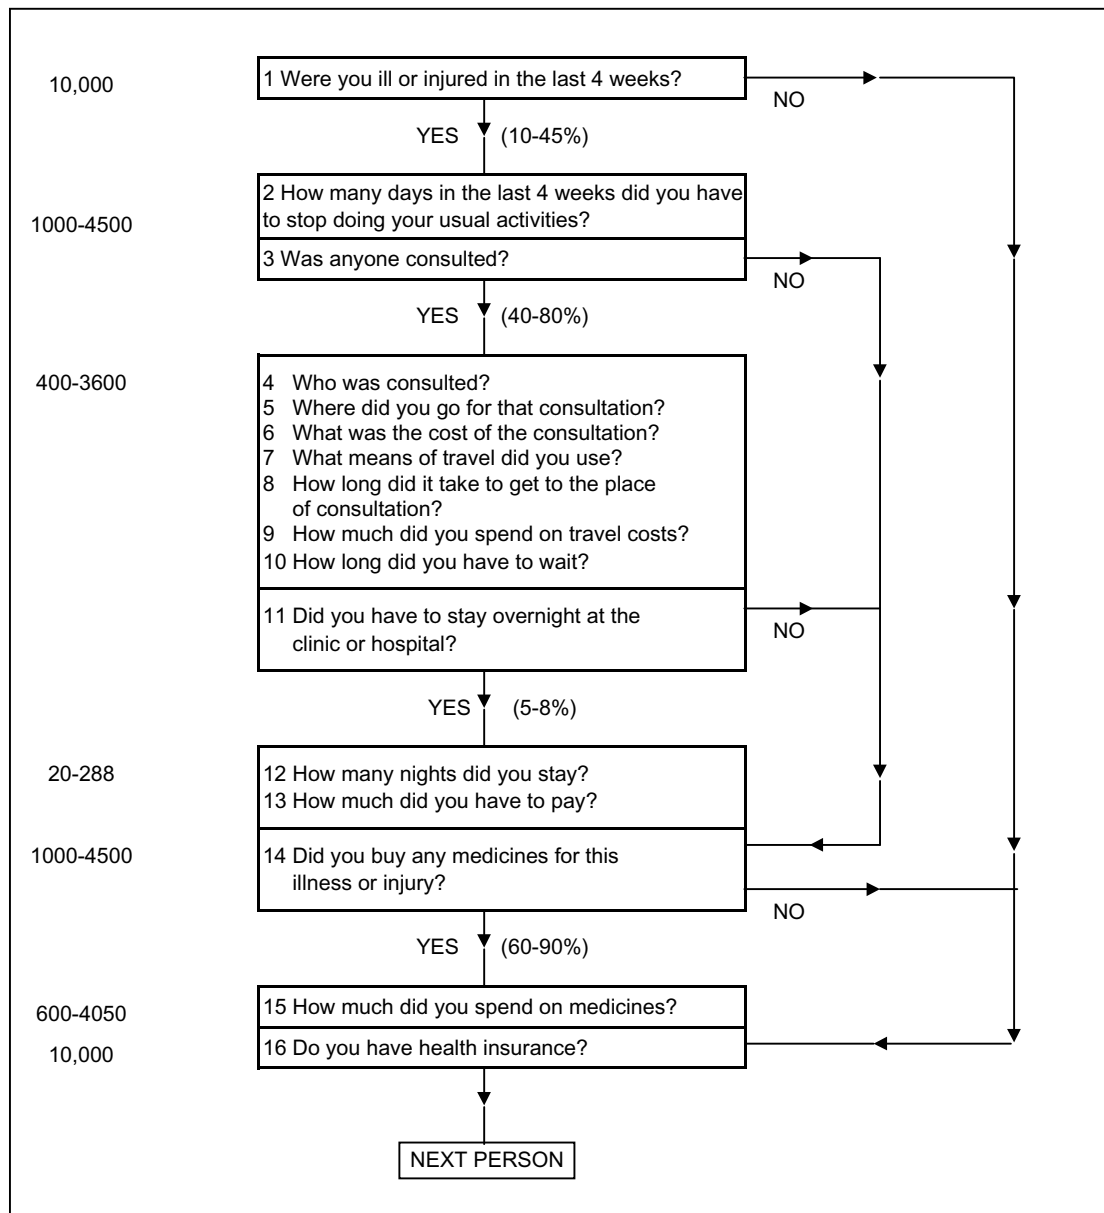 10,000
1 Were you ill or injured in the last 4 weeks?
NO
YES (10-45%)
1000-4500
2 How many days in the last 4 weeks did you have
to stop doing your usual activities?
3 Was anyone consulted?
NO
YES (40-80%)
400-3600
4 Who was consulted?
5 Where did you go for that consultation?
6 What was the cost of the consultation?
7 What means of travel did you use?
8 How long did it take to get to the place
of consultation?
9 How much did you spend on travel costs?
10 How long did you have to wait?
11 Did you have to stay overnight at the
clinic or hospital?
NO
YES (5-8%)
20-288
12 How many nights did you stay?
13 How much did you have to pay?
1000-4500
14 Did you buy any medicines for this
illness or injury?
NO
YES (60-90%)
600-4050
15 How much did you spend on medicines?
10,000
16 Do you have health insurance?
NEXT PERSON